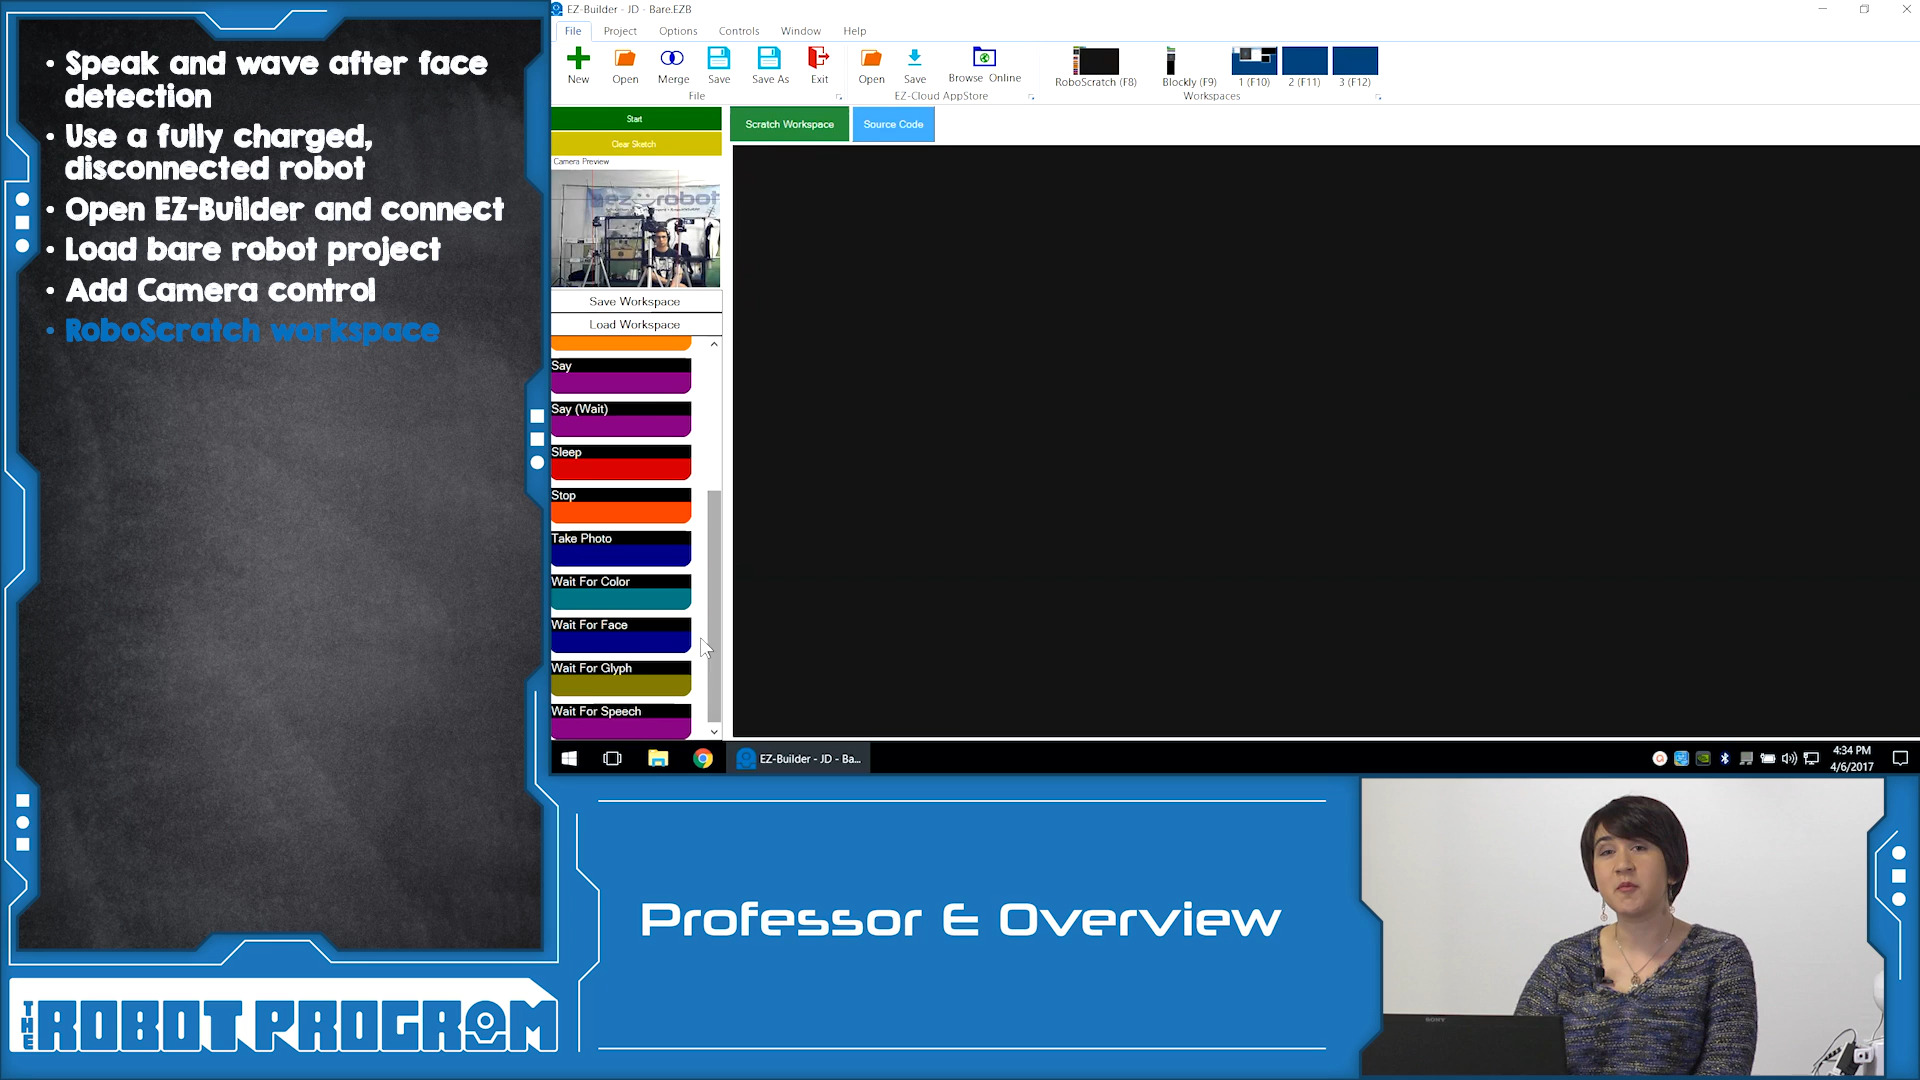 • Speak and wave after face
detection
• Use a fully charged,
disconnected robot
• Open EZ-Builder and connect
• Load bare robot project
• Add Camera control
• RoboScratch workspace
EZ-Builder - JD - Bare.EZB
File Project Options Controls Window Help
New Open Merge Save Save As Exit Open Save Browse Online RoboScratch (F8) Blockly (F9) 1 (F10) 2 (F11) 3 (F12)
File EZ-Cloud AppStore Workspaces
Start
Clear Sketch
Scratch Workspace Source Code
Camera Preview
ez robot
Save Workspace
Load Workspace
Say
Say (Wait)
Sleep
Stop
Take Photo
Wait For Color
Wait For Face
Wait For Glyph
Wait For Speech
EZ-Builder - JD - Ba...
4:34 PM
4/6/2017
Professor E Overview
SONY
THE ROBOT PROGRAM